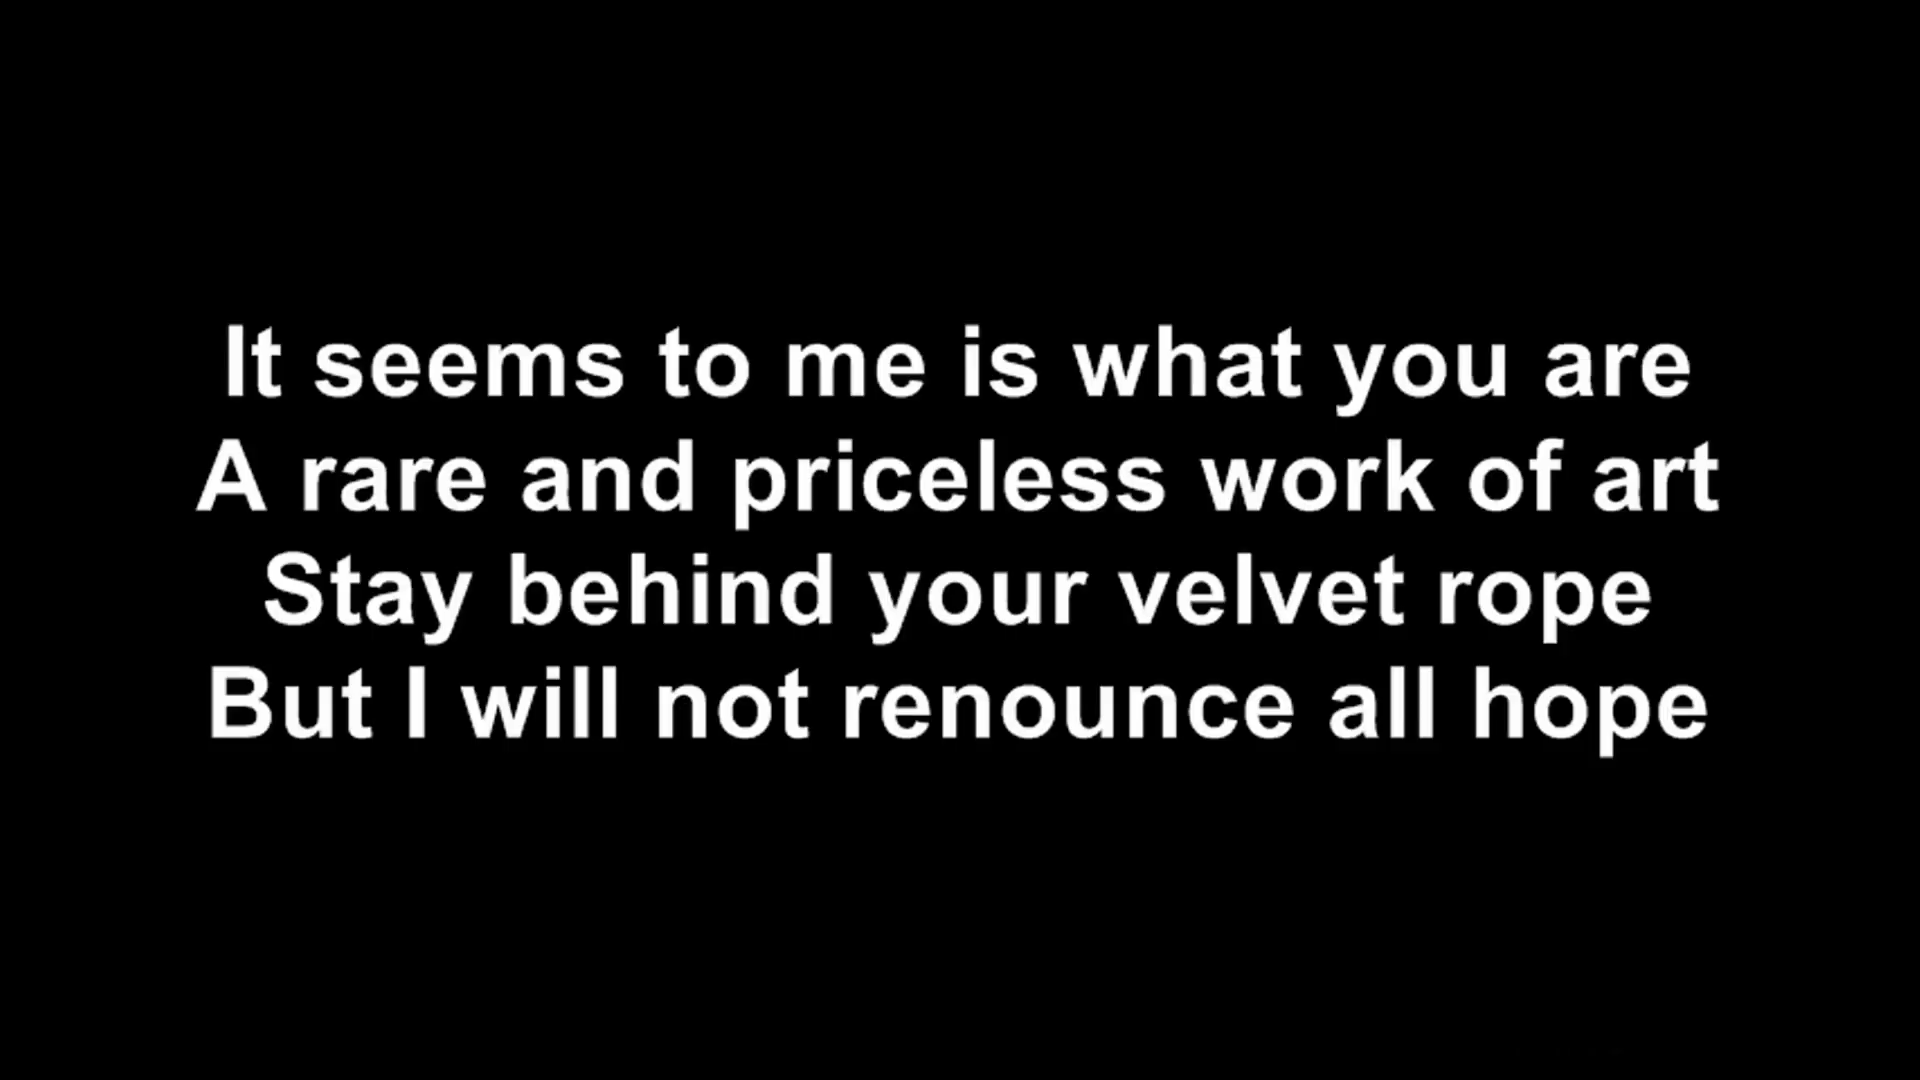 It seems to me is what you are
A rare and priceless work of art
Stay behind your velvet rope
But I will not renounce all hope